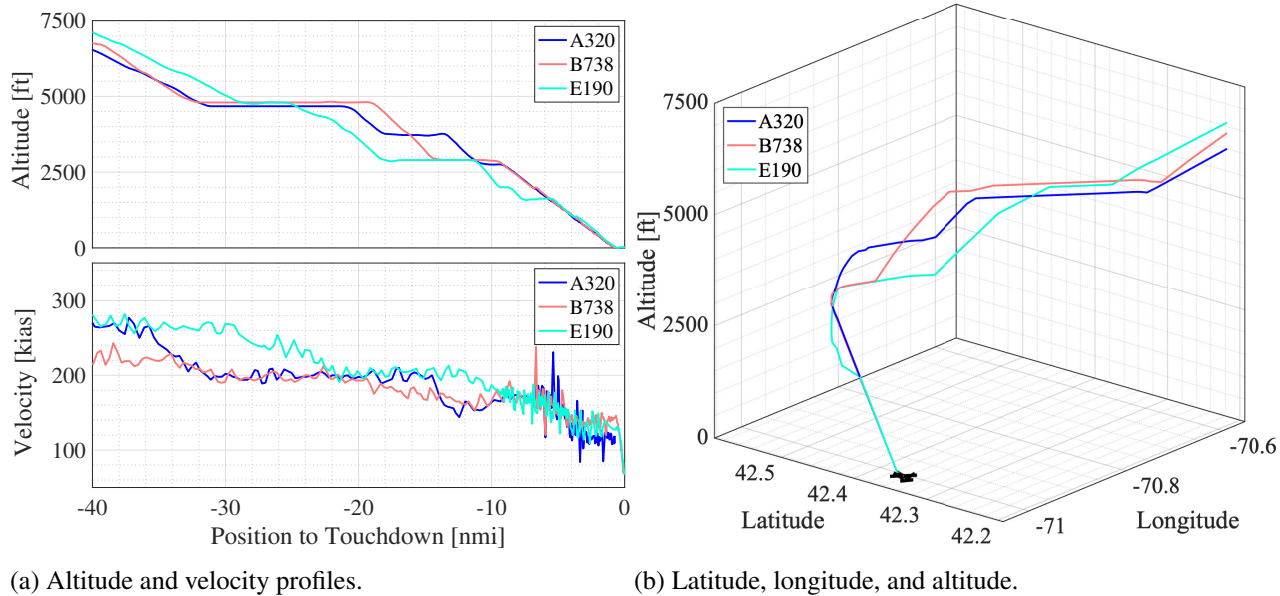 7500
5000
2500
0
Altitude [ft]
A320
B738
E190
300
200
100
Velocity [kias]
A320
B738
E190
-40
-30
-20
-10
0
Position to Touchdown [nmi]
(a) Altitude and velocity profiles.
7500
5000
2500
0
Altitude [ft]
A320
B738
E190
42.5
42.4
42.3
42.2
Latitude
-71
-70.8
-70.6
Longitude
(b) Latitude, longitude, and altitude.